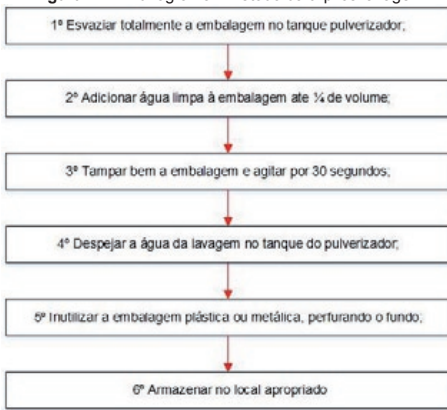 1º Esvaziar totalmente a embalagem no tanque pulverizador;
2º Adicionar água limpa à embalagem ate ¼ de volume;
3º Tampar bem a embalagem e agitar por 30 segundos;
4º Despejar a água da lavagem no tanque do pulverizador;
5º Inutilizar a embalagem plástica ou metálica, perfurando o fundo;
6º Armazenar no local apropriado